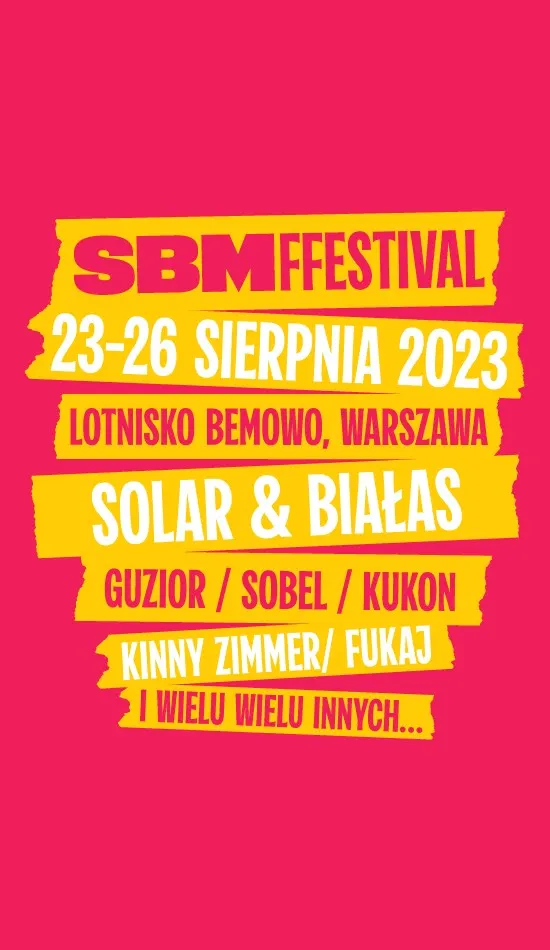 SBMFFESTIVAL
23-26 SIERPNIA 2023
LOTNISKO BEMOWO, WARSZAWA
SOLAR & BIAŁAS
GUZIOR / SOBEL / KUKON
KINNY ZIMMER/ FUKAJ
I WIELU WIELU INNYCH...